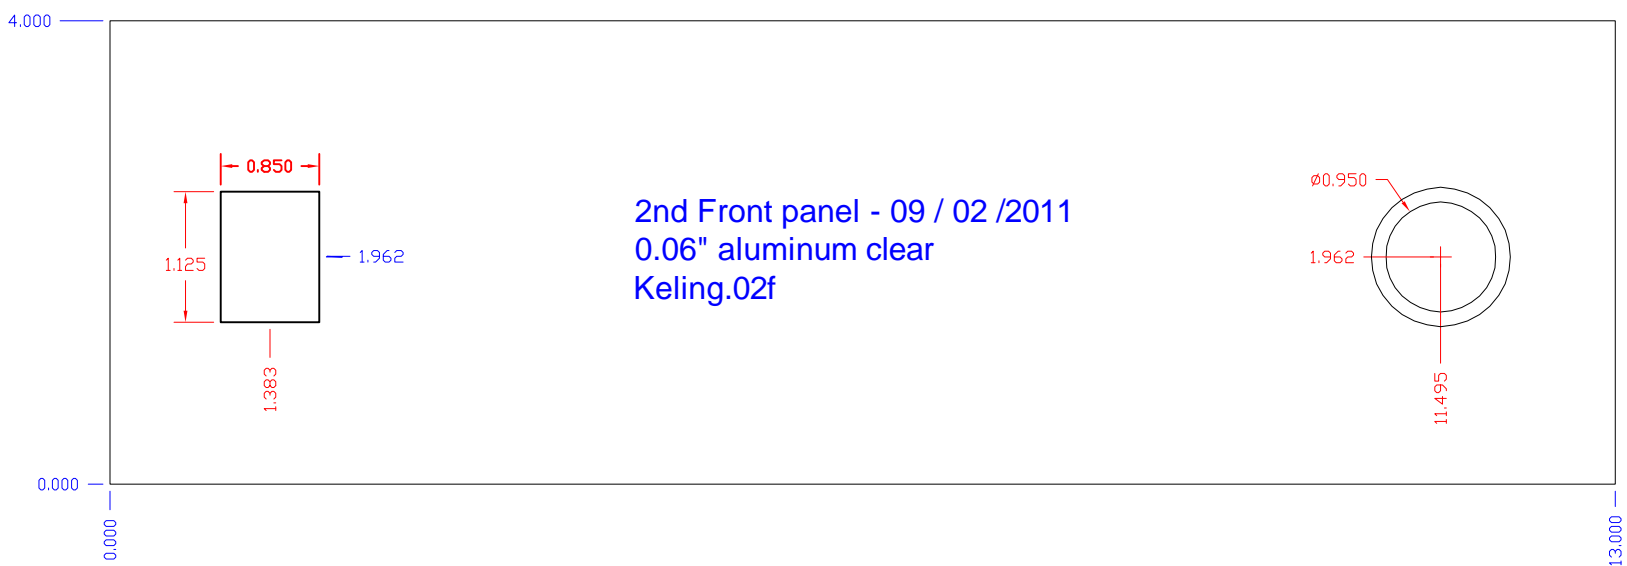 4.000
0.850
1.125
1.962
1.383
2nd Front panel - 09 / 02 /2011
0.06" aluminum clear
Keling.02f
ø0.950
1.962
11.495
0.000
0.000
13.000